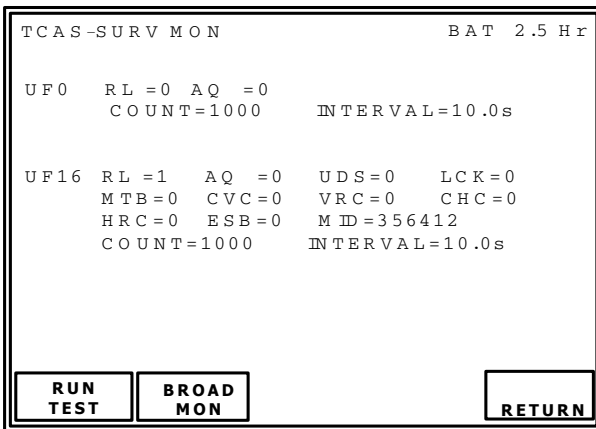 TCAS-SURV MON BAT 2.5 Hr
UF0 RL =0 AQ =0
COUNT=1000 INTERVAL=10.0s
UF16 RL =1 AQ =0 UDS=0 LCK=0
MTB=0 CVC=0 VRC=0 CHC=0
HRC=0 ESB=0 MID=356412
COUNT=1000 INTERVAL=10.0s
RUN TEST
BROAD MON
RETURN